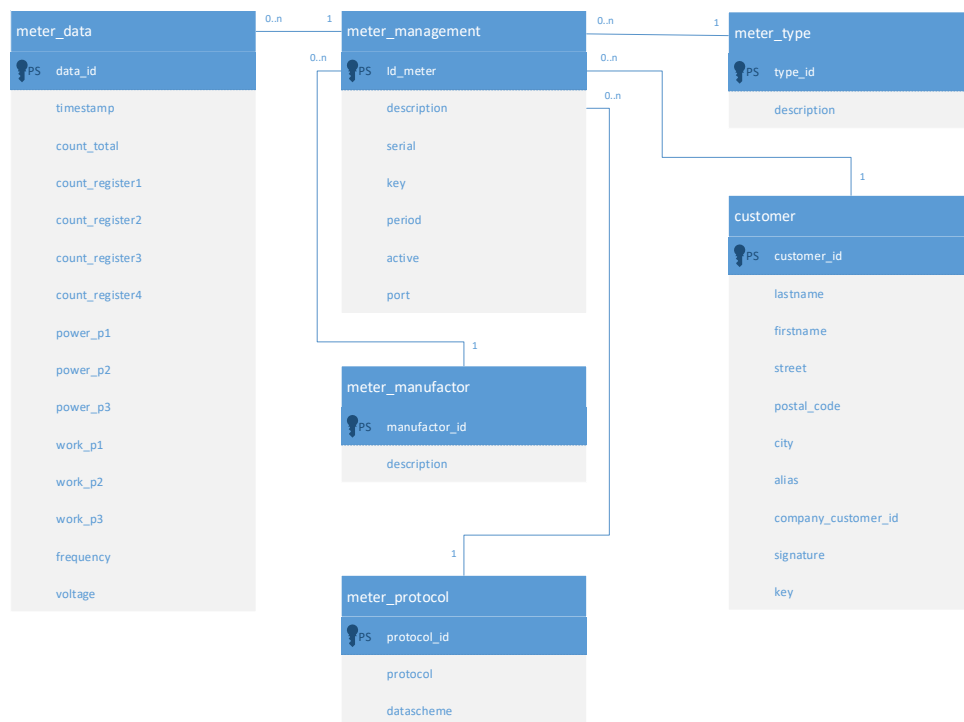 meter_data
PS data_id
timestamp
count_total
count_register1
count_register2
count_register3
count_register4
power_p1
power_p2
power_p3
work_p1
work_p2
work_p3
frequency
voltage
0..n
1
meter_management
PS Id_meter
description
serial
key
period
active
port
0..n
1
meter_type
PS type_id
description
0..n
1
meter_manufactor
PS manufactor_id
description
0..n
1
customer
PS customer_id
lastname
firstname
street
postal_code
city
alias
company_customer_id
signature
key
0..n
1
meter_protocol
PS protocol_id
protocol
datascheme